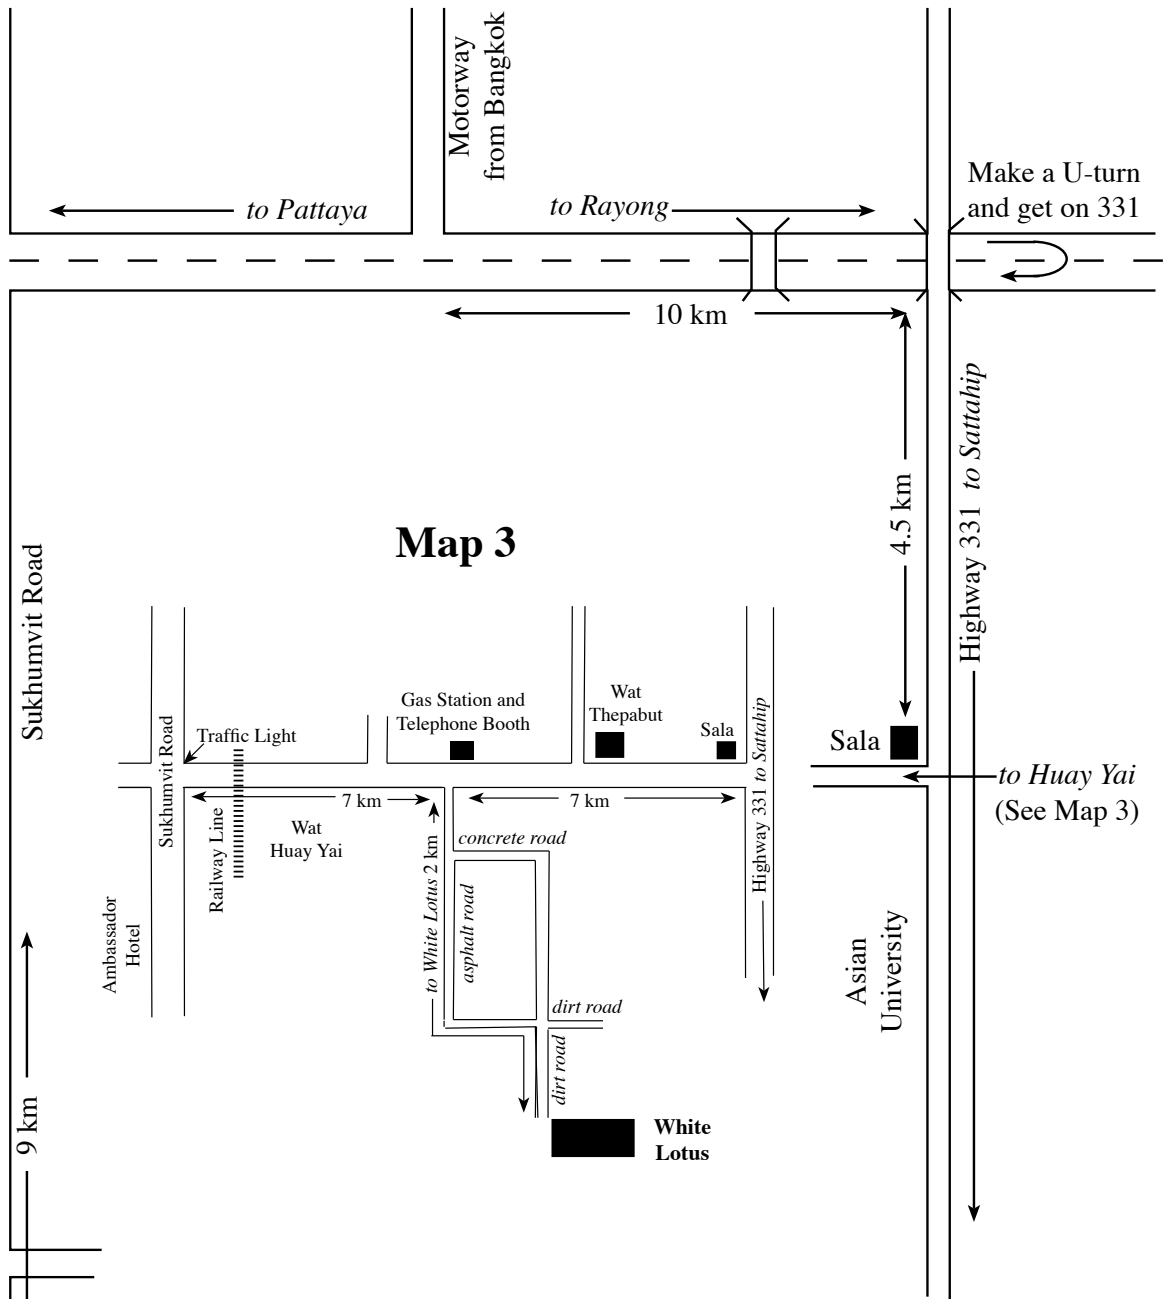 Motorway
from Bangkok
Make a U-turn
and get on 331
to Pattaya
to Rayong
10 km
4.5 km
Highway 331 to Sattahip
Map 3
Sukhumvit Road
9 km
Gas Station and
Telephone Booth
Wat
Thepabut
Sala
Sala
Traffic Light
Sukhumvit Road
to Huay Yai
(See Map 3)
7 km
7 km
Highway 331 to Sattahip
Railway Line
Wat
Huay Yai
concrete road
to White Lotus 2 km
asphalt road
Ambassador
Hotel
Asian
University
dirt road
dirt road
White
Lotus